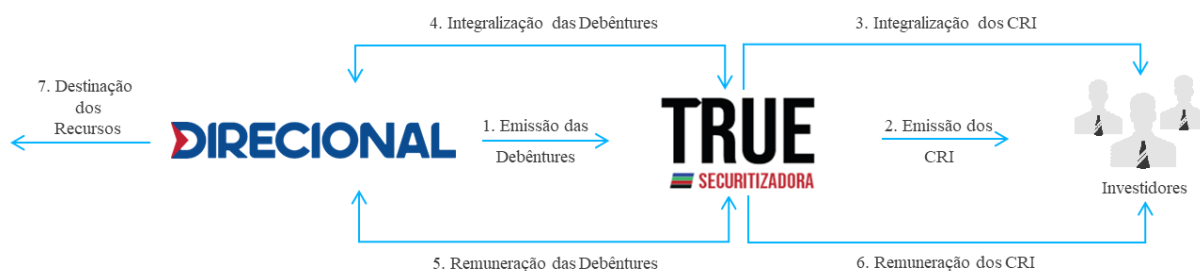 4. Integralização das Debêntures
3. Integralização dos CRI
7. Destinação
dos
Recursos
DIRECIONAL
1. Emissão das
Debêntures
TRUE
SECURITIZADORA
2. Emissão dos
CRI
Investidores
5. Remuneração das Debêntures
6. Remuneração dos CRI